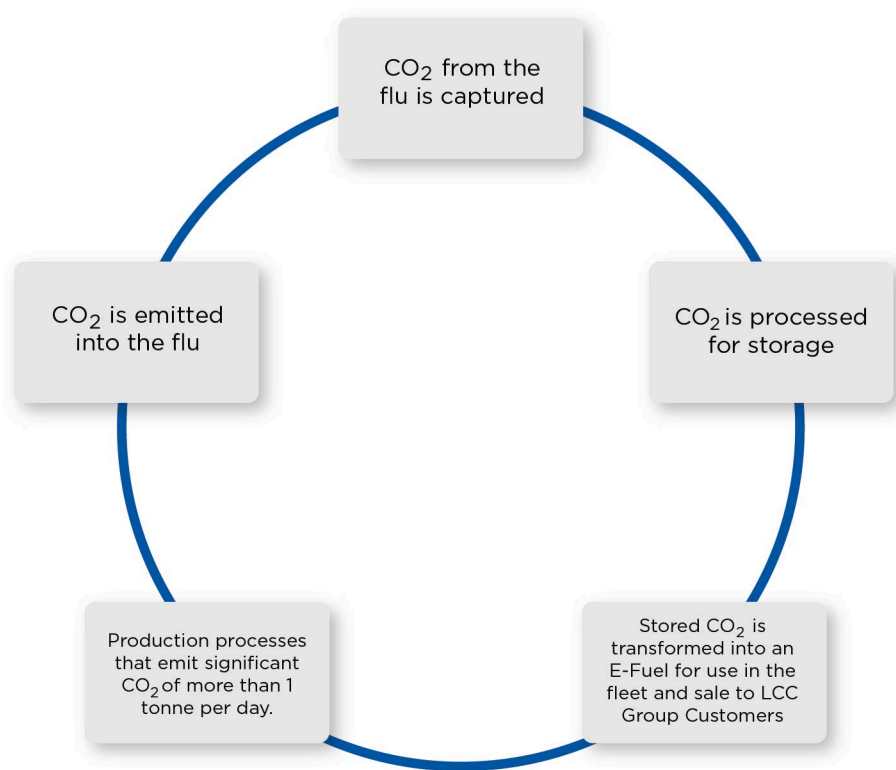 CO₂ from the
flu is captured
CO₂ is emitted
into the flu
CO₂ is processed
for storage
Production processes
that emit significant
CO₂ of more than 1
tonne per day.
Stored CO₂ is
transformed into an
E-Fuel for use in the
fleet and sale to LCC
Group Customers